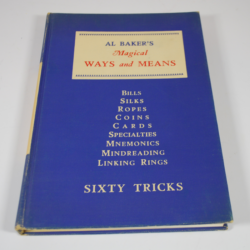 AL BAKER'S
Magical
WAYS AND MEANS
BILLS
SILKS
ROPES
COINS
CARDS
SPECIALTIES
MNEMONICS
MINDREADING
LINKING RINGS
SIXTY TRICKS